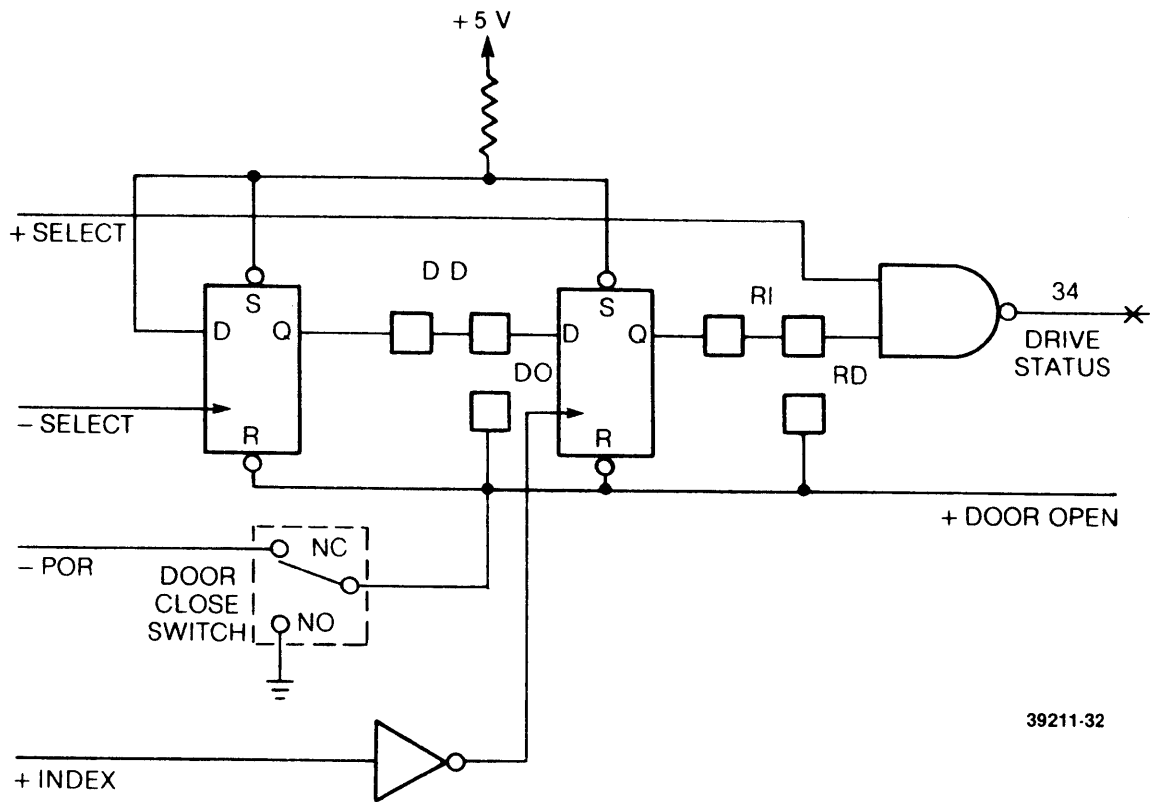 + 5 V
+ SELECT
D D
S
D
Q
S
D
Q
RI
34
DRIVE
STATUS
DO
RD
– SELECT
R
R
+ DOOR OPEN
– POR
NC
DOOR
CLOSE
SWITCH
NO
39211-32
+ INDEX